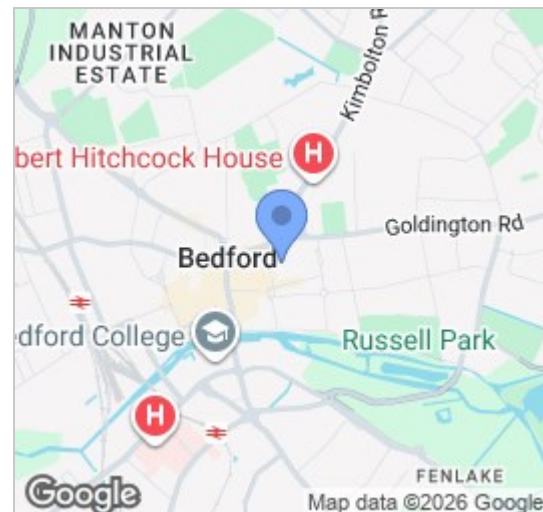 MANTON
INDUSTRIAL
ESTATE
Kimbolton R
bert Hitchcock House
H
Goldington Rd
Bedford
edford College
Russell Park
H
FENLAKE
Google
Map data ©2026 Google